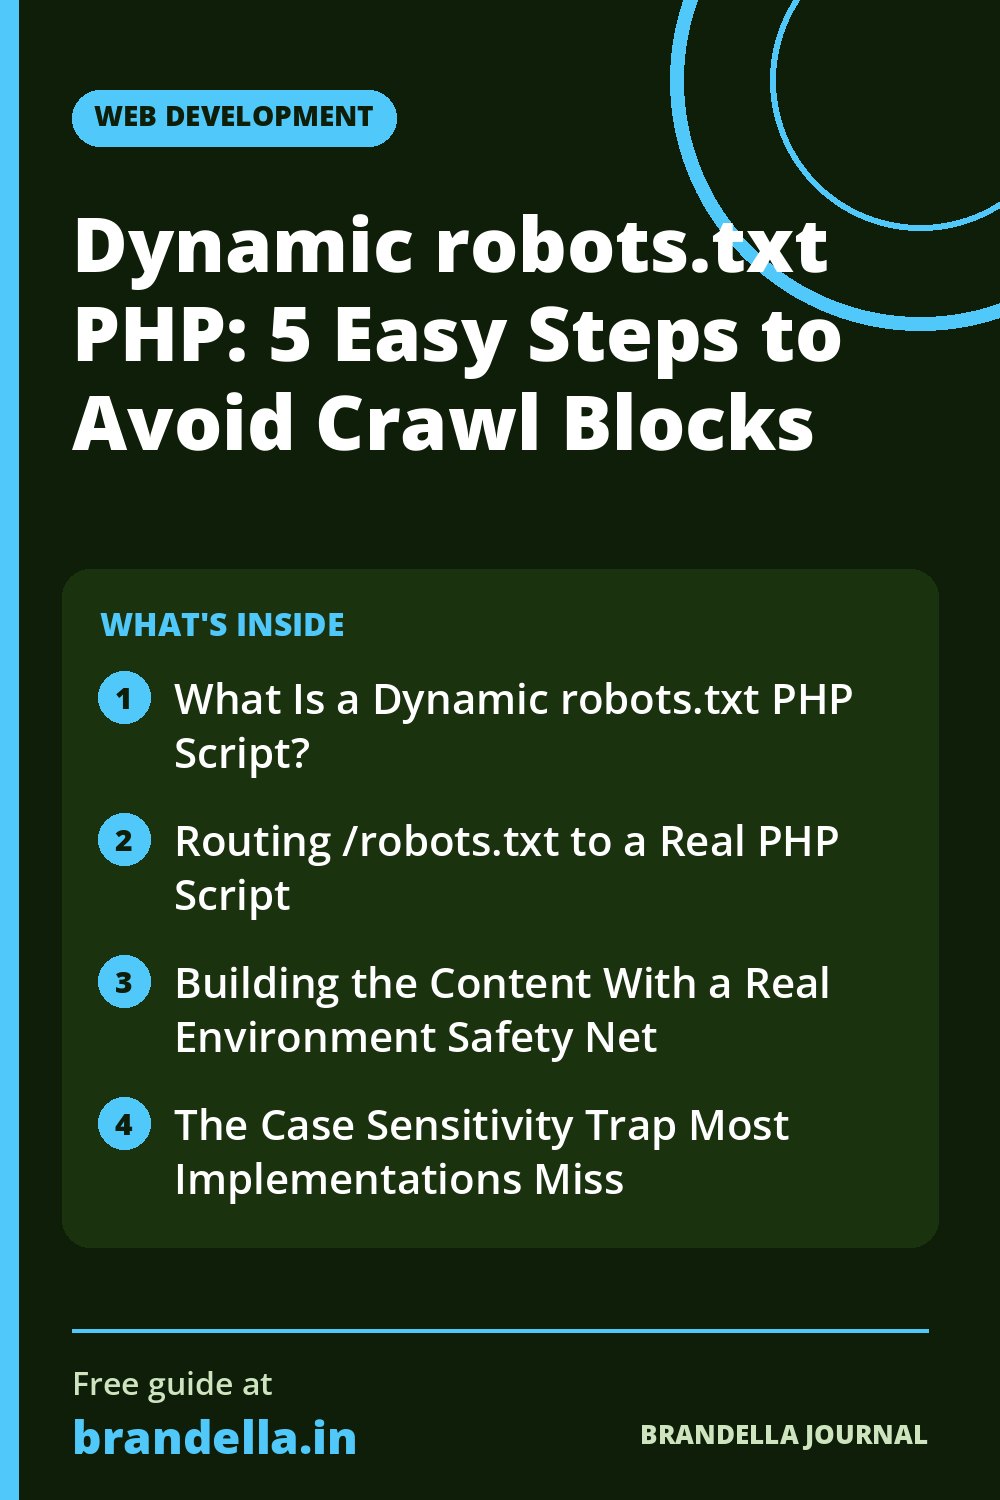 WEB DEVELOPMENT
Dynamic robots.txt
PHP: 5 Easy Steps to
Avoid Crawl Blocks
WHAT'S INSIDE
1 What Is a Dynamic robots.txt PHP
Script?
2 Routing /robots.txt to a Real PHP
Script
3 Building the Content With a Real
Environment Safety Net
4 The Case Sensitivity Trap Most
Implementations Miss
Free guide at
brandella.in
BRANDELLA JOURNAL